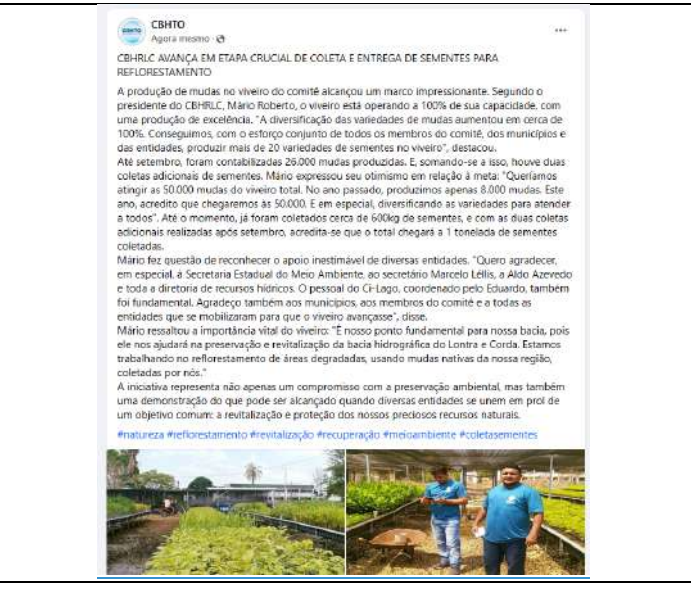 CBHTO
Agora mesmo ·
CBHRLC AVANÇA EM ETAPA CRUCIAL DE COLETA E ENTREGA DE SEMENTES PARA
REFLORESTAMENTO
A produção de mudas no viveiro do comitê alcançou um marco impressionante. Segundo o
presidente do CBHRLC, Mário Roberto, o viveiro está operando a 100% de sua capacidade, com
uma produção de excelência. "A diversificação das variedades de mudas aumentou em cerca de
100%. Conseguimos, com o esforço conjunto de todos os membros do comitê, dos municípios e
das entidades, produzir mais de 20 variedades de sementes no viveiro", destacou.
Até setembro, foram contabilizadas 26.000 mudas produzidas. E, somando-se a isso, houve duas
coletas adicionais de sementes. Mário expressou seu otimismo em relação à meta: "Queríamos
atingir as 50.000 mudas do viveiro total. No ano passado, produzimos apenas 8.000 mudas. Este
ano, acredito que chegaremos às 50.000. E em especial, diversificando as variedades para atender
a todos". Até o momento, já foram coletados cerca de 600kg de sementes, e com as duas coletas
adicionais realizadas após setembro, acredita-se que o total chegará a 1 tonelada de sementes
coletadas.
Mário fez questão de reconhecer o apoio inestimável de diversas entidades. "Quero agradecer,
em especial, à Secretaria Estadual do Meio Ambiente, ao secretário Marcelo Léllis, a Aldo Azevedo
e toda a diretoria de recursos hídricos. O pessoal do Ci-Lago, coordenado pelo Eduardo, também
foi fundamental. Agradeço também aos municípios, aos membros do comitê e a todas as
entidades que se mobilizaram para que o viveiro avançasse", disse.
Mário ressaltou a importância vital do viveiro: "É nosso ponto fundamental para nossa bacia, pois
ele nos ajudará na preservação e revitalização da bacia hidrográfica do Lontra e Corda. Estamos
trabalhando no reflorestamento de áreas degradadas, usando mudas nativas da nossa região,
coletadas por nós."
A iniciativa representa não apenas um compromisso com a preservação ambiental, mas também
uma demonstração do que pode ser alcançado quando diversas entidades se unem em prol de
um objetivo comum: a revitalização e proteção dos nossos preciosos recursos naturais.
#natureza #reflorestamento #revitalização #recuperação #meioambiente #coletasementes